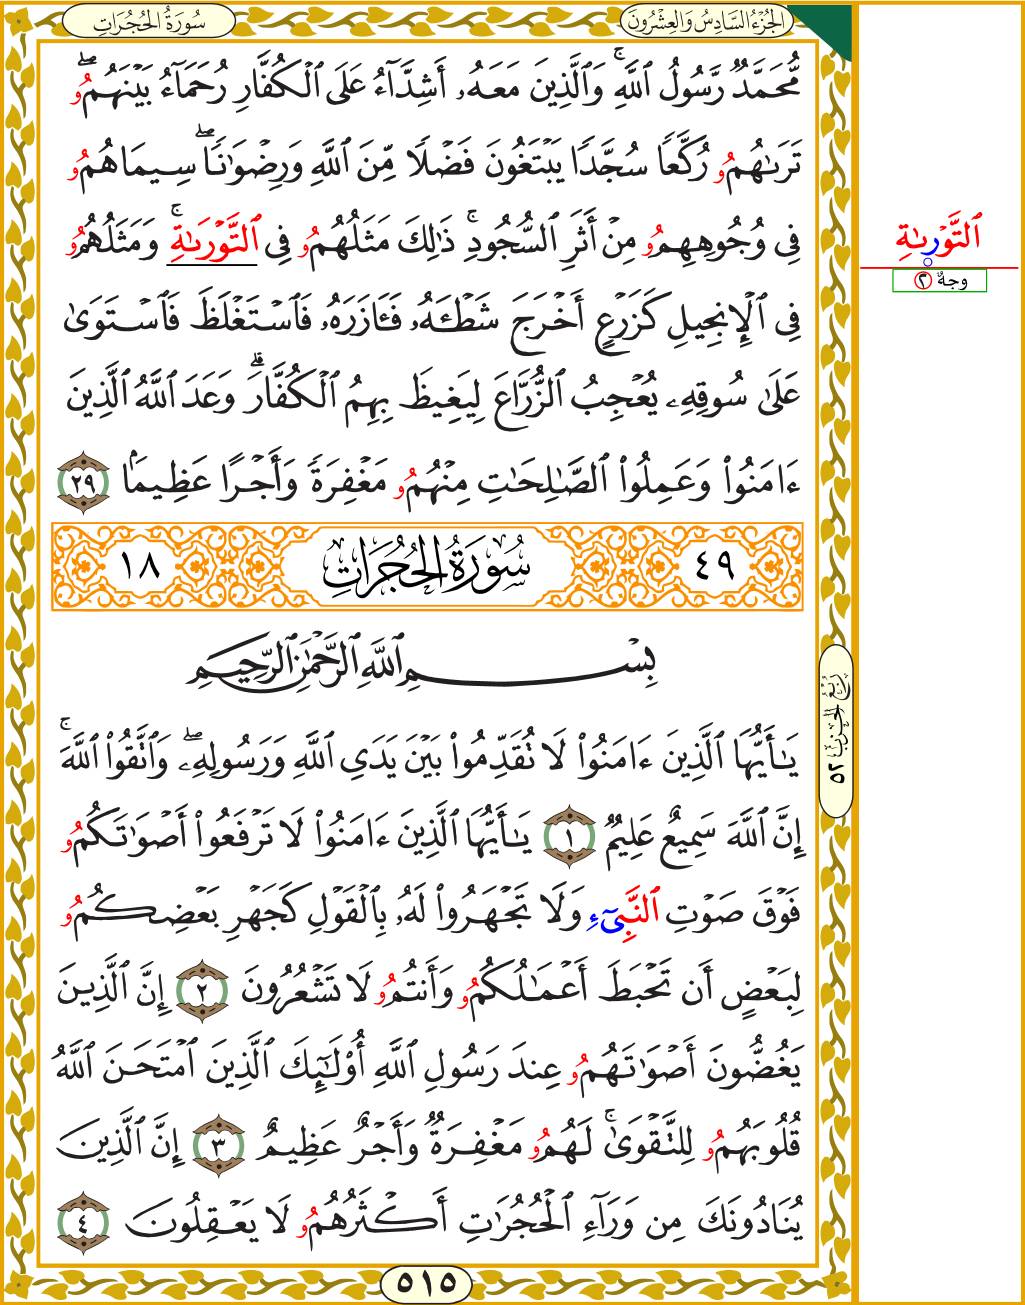 سُورَةُ الحُجُرَاتِ
الجُزْءُ السَّادِسُ وَالعِشْرُونَ
مُّحَمَّدٌ رَّسُولُ ٱللَّهِۚ وَٱلَّذِينَ مَعَهُۥ أَشِدَّآءُ عَلَى ٱلْكُفَّارِ رُحَمَآءُ بَيْنَهُمُۥۖ
تَرَىٰهُمُۥ رُكَّعٗا سُجَّدٗا يَبْتَغُونَ فَضْلٗا مِّنَ ٱللَّهِ وَرِضْوَٰنٗاۖ سِيمَاهُمُۥ
فِي وُجُوهِهِمُۥ مِنْ أَثَرِ ٱلسُّجُودِۚ ذَٰلِكَ مَثَلُهُمُۥ فِي ٱلتَّوْرَىٰةِۚ وَمَثَلُهُمُۥ
فِي ٱلْإِنجِيلِ كَزَرْعٍ أَخْرَجَ شَطَـَٔهُۥ فَـَٔازَرَهُۥ فَٱسْتَغْلَظَ فَٱسْتَوَىٰ
عَلَىٰ سُوقِهِۦ يُعْجِبُ ٱلزُّرَّاعَ لِيَغِيظَ بِهِمُ ٱلْكُفَّارَۗ وَعَدَ ٱللَّهُ ٱلَّذِينَ
ءَامَنُواْ وَعَمِلُواْ ٱلصَّٰلِحَٰتِ مِنْهُمُۥ مَغْفِرَةٗ وَأَجْرًا عَظِيمَۢا ٢٩
٤٩ سُورَةُ الحُجُرَاتِ ١٨
بِسْمِ ٱللَّهِ ٱلرَّحْمَٰنِ ٱلرَّحِيمِ
يَٰٓأَيُّهَا ٱلَّذِينَ ءَامَنُواْ لَا تُقَدِّمُواْ بَيْنَ يَدَيِ ٱللَّهِ وَرَسُولِهِۦۖ وَٱتَّقُواْ ٱللَّهَۚ
إِنَّ ٱللَّهَ سَمِيعٌ عَلِيمٞ ١ يَٰٓأَيُّهَا ٱلَّذِينَ ءَامَنُواْ لَا تَرْفَعُواْ أَصْوَٰتَكُمُۥ
فَوْقَ صَوْتِ ٱلنَّبِيٓءِ وَلَا تَجْهَرُواْ لَهُۥ بِٱلْقَوْلِ كَجَهْرِ بَعْضِكُمُۥ
لِبَعْضٍ أَن تَحْبَطَ أَعْمَٰلُكُمُۥ وَأَنتُمُۥ لَا تَشْعُرُونَ ٢ إِنَّ ٱلَّذِينَ
يَغُضُّونَ أَصْوَٰتَهُمُۥ عِندَ رَسُولِ ٱللَّهِ أُوْلَٰٓئِكَ ٱلَّذِينَ ٱمْتَحَنَ ٱللَّهُ
قُلُوبَهُمُۥ لِلتَّقْوَىٰۚ لَهُمُۥ مَغْفِرَةٞ وَأَجْرٌ عَظِيمٌ ٣ إِنَّ ٱلَّذِينَ
يُنَادُونَكَ مِن وَرَآءِ ٱلْحُجُرَٰتِ أَكْثَرُهُمُۥ لَا يَعْقِلُونَ ٤
٥١٥
ٱلتَّوْرَىٰةِ
وجهٌ ٢
رُبُعُ الحِزْبِ ٥٢